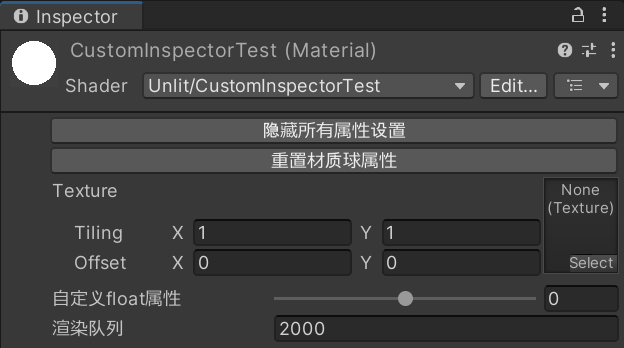 Inspector
CustomInspectorTest (Material)
Shader Unlit/CustomInspectorTest Edit...
隐藏所有属性设置
重置材质球属性
Texture None
(Texture)
Tiling X 1 Y 1
Offset X 0 Y 0 Select
自定义float属性 0
渲染队列 2000